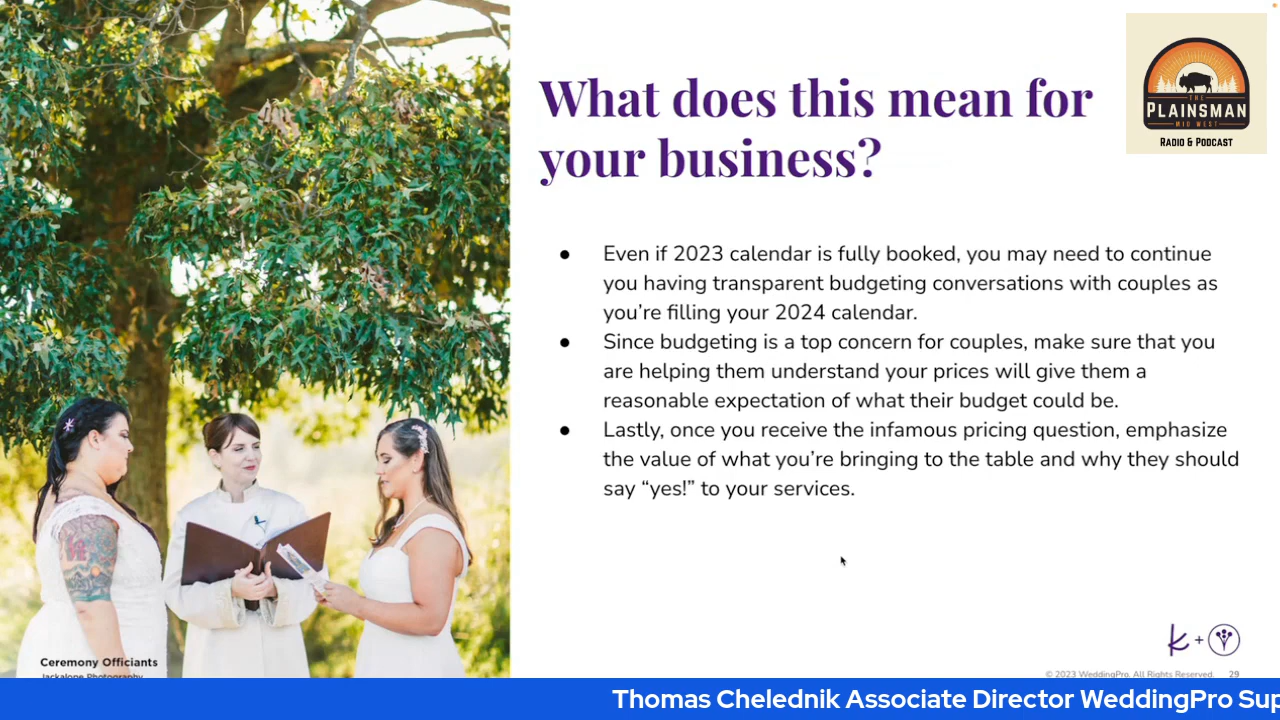 What does this mean for
your business?
THE
PLAINSMAN
MID WEST
RADIO & PODCAST
● Even if 2023 calendar is fully booked, you may need to continue
you having transparent budgeting conversations with couples as
you’re filling your 2024 calendar.
● Since budgeting is a top concern for couples, make sure that you
are helping them understand your prices will give them a
reasonable expectation of what their budget could be.
● Lastly, once you receive the infamous pricing question, emphasize
the value of what you’re bringing to the table and why they should
say “yes!” to your services.
Ceremony Officiants
Jackalope Photography
k +
© 2023 WeddingPro. All Rights Reserved. 29
Thomas Chelednik Associate Director WeddingPro Sup